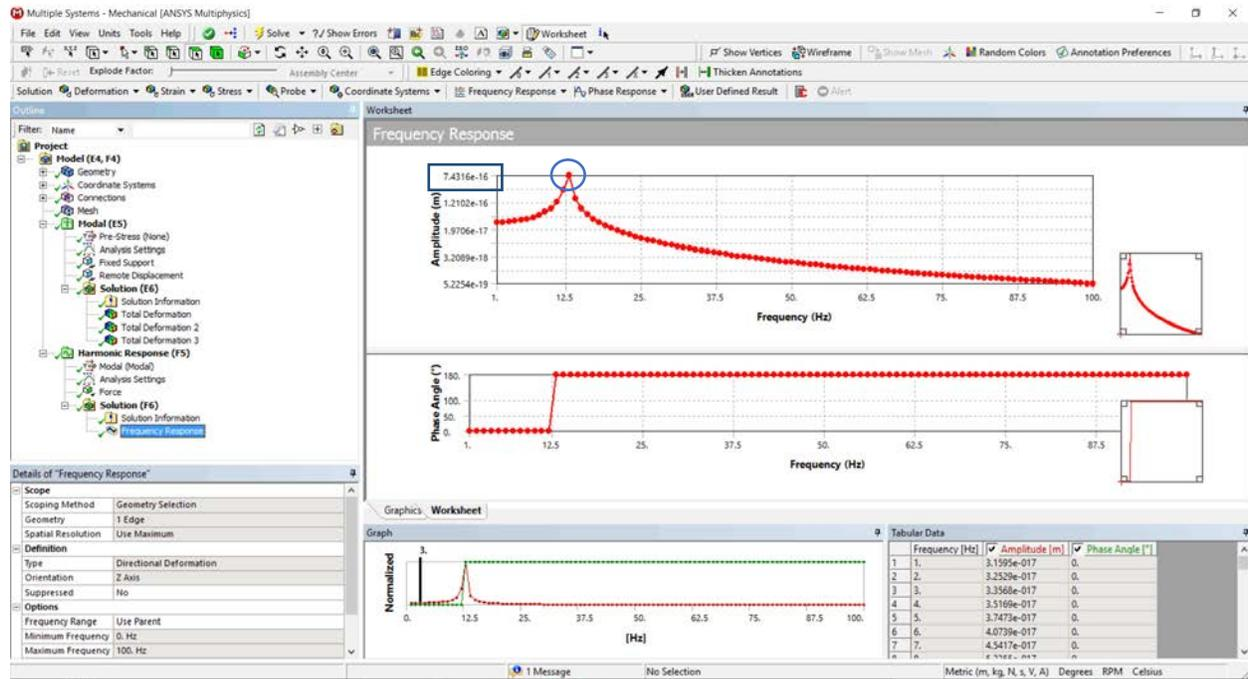 Multiple Systems - Mechanical [ANSYS Multiphysics]
File Edit View Units Tools Help Solve ?/ Show Errors Worksheet
Show Vertices Wireframe Show Mesh Random Colors Annotation Preferences
Reset Explode Factor: Assembly Center Edge Coloring Thicken Annotations
Solution Deformation Strain Stress Probe Coordinate Systems Frequency Response Phase Response User Defined Result Alert
Outline
Filter: Name
Project
Model (E4, F4)
Geometry
Coordinate Systems
Connections
Mesh
Modal (E5)
Pre-Stress (None)
Analysis Settings
Fixed Support
Remote Displacement
Solution (E6)
Solution Information
Total Deformation
Total Deformation 2
Total Deformation 3
Harmonic Response (F5)
Modal (Modal)
Analysis Settings
Force
Solution (F6)
Solution Information
Frequency Response
Details of "Frequency Response"
Scope
Scoping Method Geometry Selection
Geometry 1 Edge
Spatial Resolution Use Maximum
Definition
Type Directional Deformation
Orientation Z Axis
Suppressed No
Options
Frequency Range Use Parent
Minimum Frequency 0. Hz
Maximum Frequency 100. Hz
Worksheet
Frequency Response
Amplitude (m)
7.4316e-16
1.2102e-16
1.9706e-17
3.2089e-18
5.2254e-19
1. 12.5 25. 37.5 50. 62.5 75. 87.5 100.
Frequency (Hz)
Phase Angle (°)
180.
100.
50.
0.
1. 12.5 25. 37.5 50. 62.5 75. 87.5
Frequency (Hz)
Graphics Worksheet
Graph
Normalized
3.
0. 12.5 25. 37.5 50. 62.5 75. 87.5 100.
[Hz]
Tabular Data
Frequency [Hz] Amplitude [m] Phase Angle [°]
1 1. 3.1595e-017 0.
2 2. 3.2529e-017 0.
3 3. 3.3568e-017 0.
4 4. 3.5169e-017 0.
5 5. 3.7473e-017 0.
6 6. 4.0739e-017 0.
7 7. 4.5417e-017 0.
1 Message No Selection Metric (m, kg, N, s, V, A) Degrees RPM Celsius